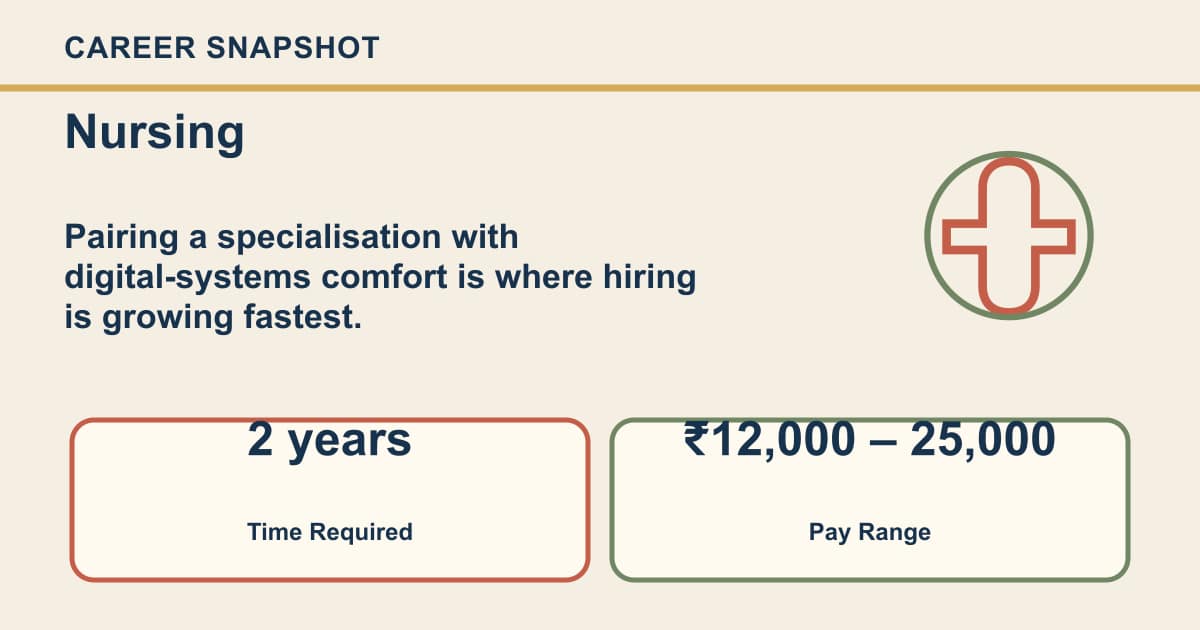 CAREER SNAPSHOT
Nursing
Pairing a specialisation with
digital-systems comfort is where hiring
is growing fastest.
2 years
₹12,000 – 25,000
Time Required
Pay Range